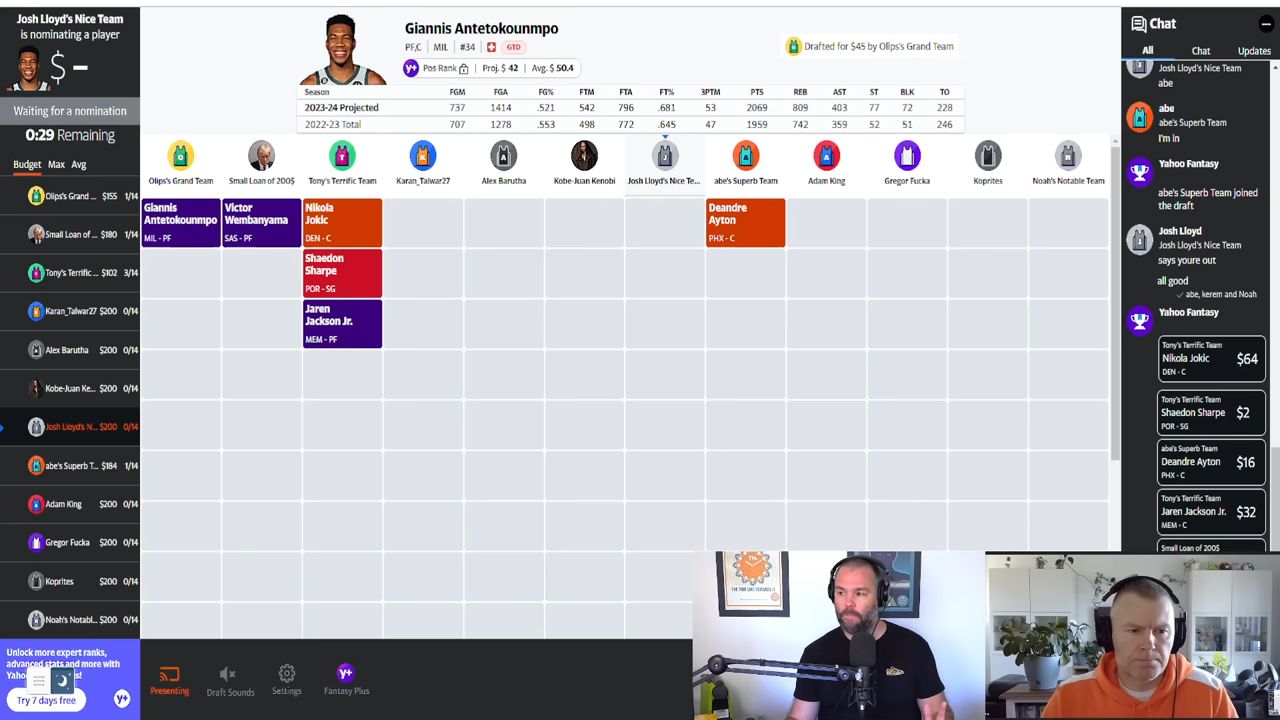 Josh Lloyd's Nice Team
is nominating a player
$ –
Waiting for a nomination
0:29 Remaining
Budget Max Avg
Olips's Grand ... $155 1/14
Small Loan of ... $180 1/14
Tony's Terrific ... $102 3/14
Karan_Talwar27 $200 0/14
Alex Barutha $200 0/14
Kobe-Juan Ke... $200 0/14
Josh Lloyd's N... $200 0/14
abe's Superb T... $184 1/14
Adam King $200 0/14
Gregor Fucka $200 0/14
Koprites $200 0/14
Noah's Notabl... $200 0/14
Unlock more expert ranks,
advanced stats and more with
Try 7 days free
Y+
Giannis Antetokounmpo
PF,C MIL #34 GTD
Y+ Pos Rank Proj. $ 42 Avg. $ 50.4
Drafted for $45 by Olips's Grand Team
Season FGM FGA FG% FTM FTA FT% 3PTM PTS REB AST ST BLK TO
2023-24 Projected 737 1414 .521 542 796 .681 53 2069 809 403 77 72 228
2022-23 Total 707 1278 .553 498 772 .645 47 1959 742 359 52 51 246
Olips's Grand Team Small Loan of 200$ Tony's Terrific Team Karan_Talwar27 Alex Barutha Kobe-Juan Kenobi Josh Lloyd's Nice Te... abe's Superb Team Adam King Gregor Fucka Koprites Noah's Notable Team
Giannis
Antetokounmpo
MIL - PF
Victor
Wembanyama
SAS - PF
Nikola
Jokic
DEN - C
Deandre
Ayton
PHX - C
Shaedon
Sharpe
POR - SG
Jaren
Jackson Jr.
MEM - PF
Presenting
Draft Sounds
Settings
Fantasy Plus
Chat
All Chat Updates
Josh Lloyd's Nice Team
abe
abe
abe's Superb Team
I'm in
Yahoo Fantasy
abe's Superb Team joined
the draft
Josh Lloyd
Josh Lloyd's Nice Team
says youre out
all good
abe, kerem and Noah
Yahoo Fantasy
Tony's Terrific Team
Nikola Jokic $64
DEN - C
Tony's Terrific Team
Shaedon Sharpe $2
POR - SG
abe's Superb Team
Deandre Ayton $16
PHX - C
Tony's Terrific Team
Jaren Jackson Jr. $32
MEM - C
Small Loan of 200$